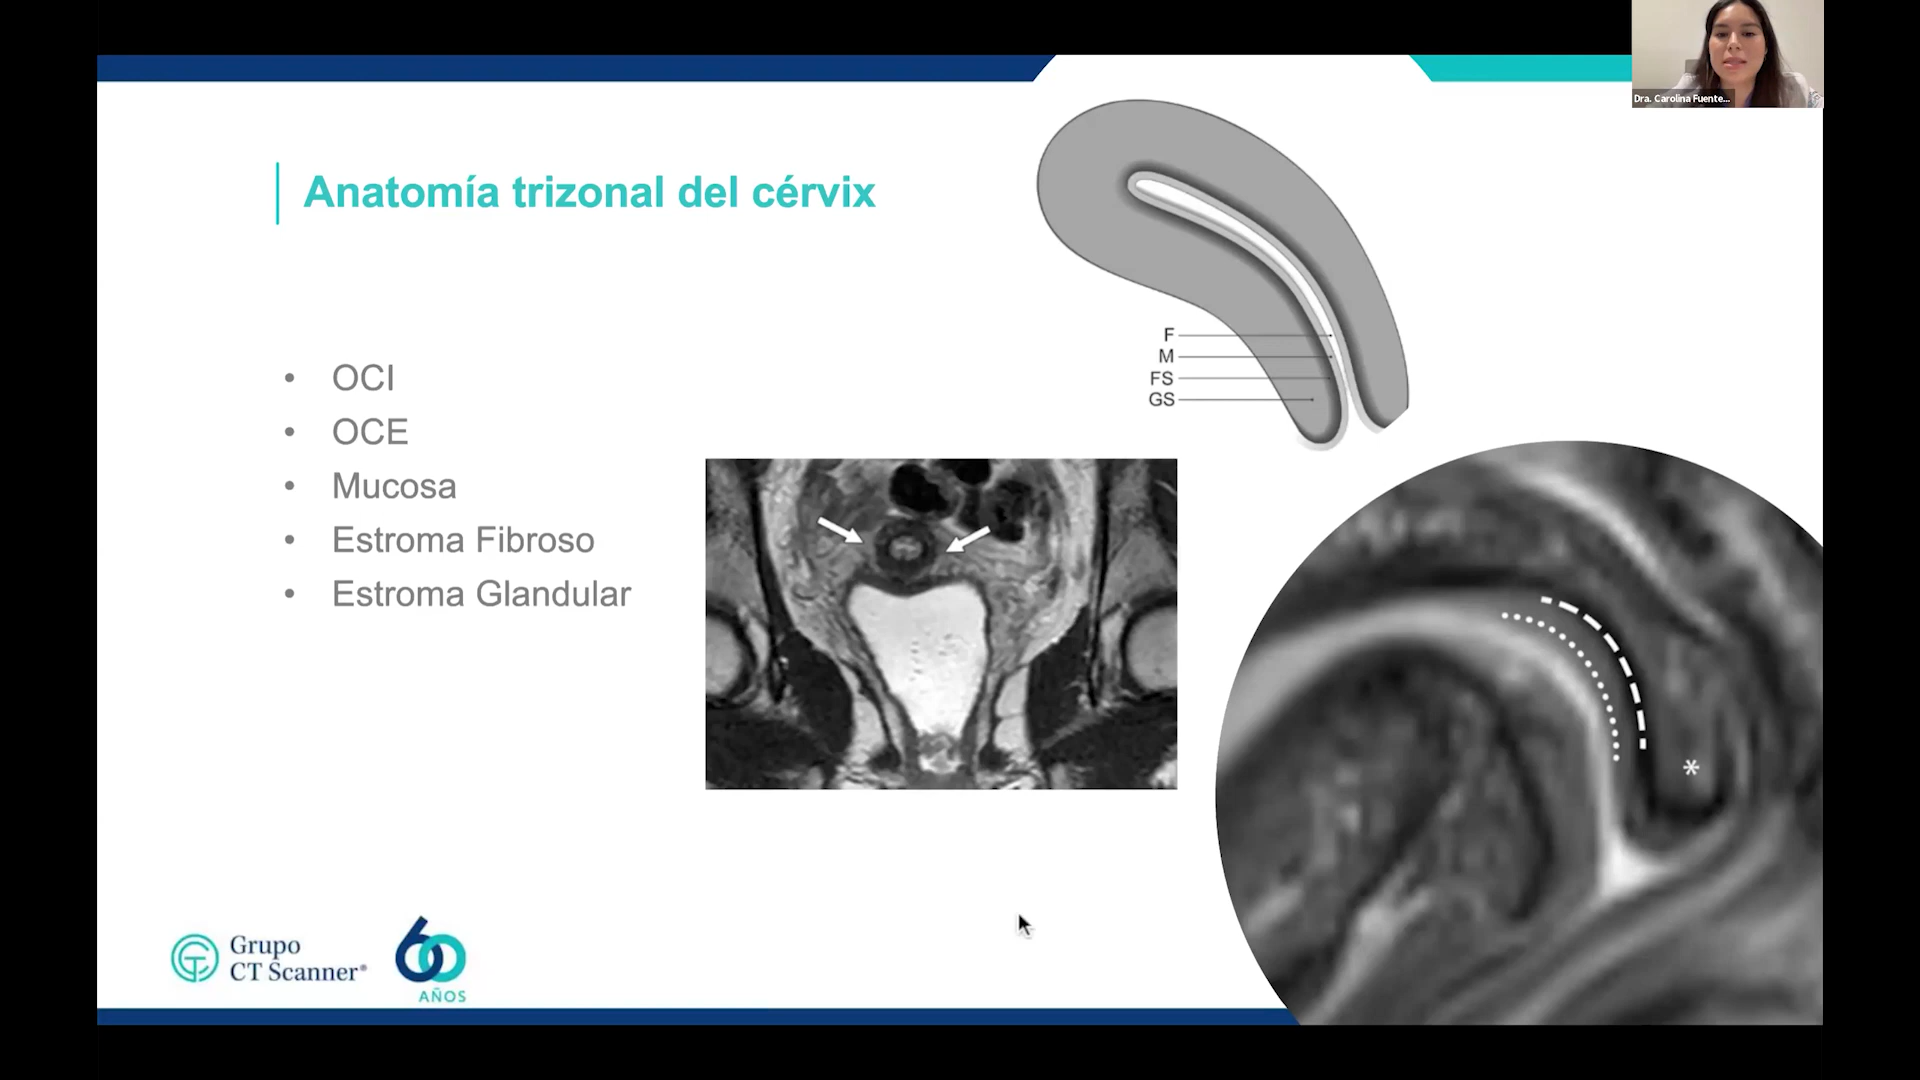 Dra. Carolina Fuente...
Anatomía trizonal del cérvix
• OCI
• OCE
• Mucosa
• Estroma Fibroso
• Estroma Glandular
F
M
FS
GS
*
Grupo
CT Scanner®
60
AÑOS